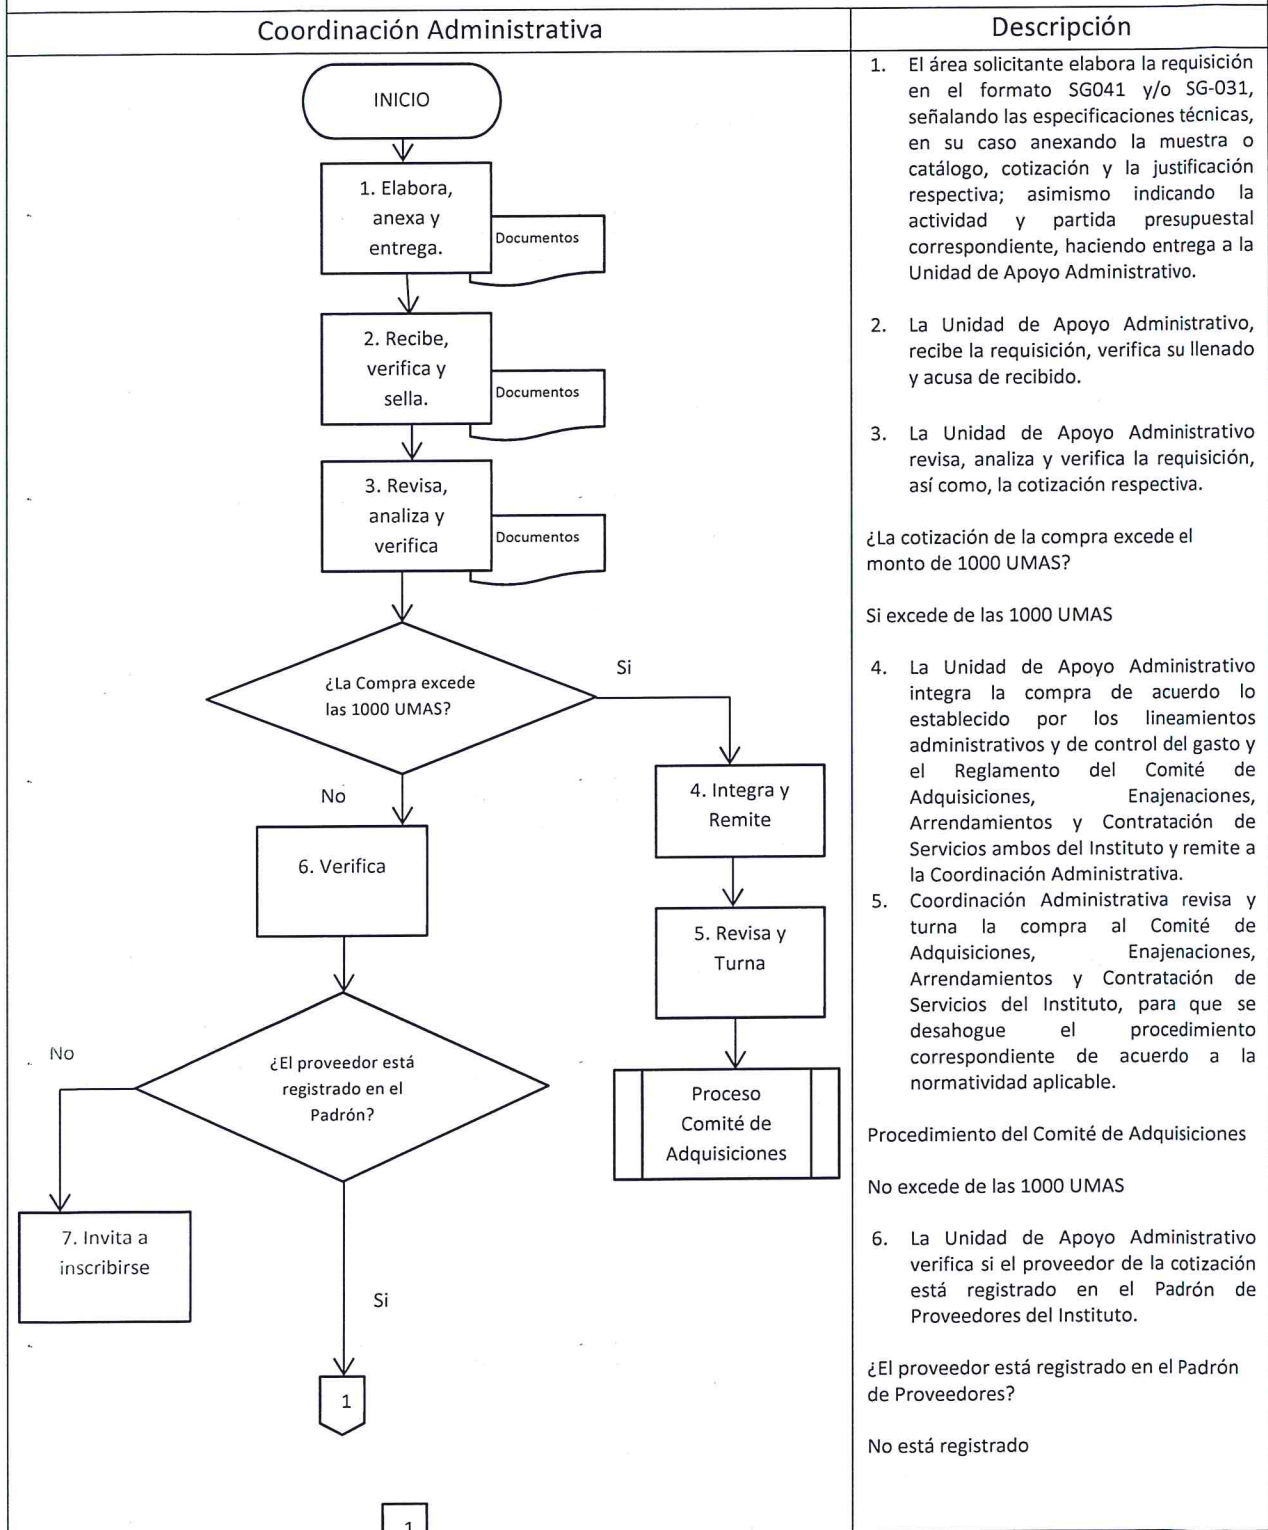 Coordinación Administrativa
Descripción
INICIO
1. Elabora,
anexa y
entrega.
Documentos
2. Recibe,
verifica y
sella.
Documentos
3. Revisa,
analiza y
verifica
Documentos
¿La Compra excede
las 1000 UMAS?
Si
No
4. Integra y
Remite
6. Verifica
5. Revisa y
Turna
¿El proveedor está
registrado en el
Padrón?
No
Proceso
Comité de
Adquisiciones
7. Invita a
inscribirse
Si
1
1
1. El área solicitante elabora la requisición
en el formato SG041 y/o SG-031,
señalando las especificaciones técnicas,
en su caso anexando la muestra o
catálogo, cotización y la justificación
respectiva; asimismo indicando la
actividad y partida presupuestal
correspondiente, haciendo entrega a la
Unidad de Apoyo Administrativo.
2. La Unidad de Apoyo Administrativo,
recibe la requisición, verifica su llenado
y acusa de recibido.
3. La Unidad de Apoyo Administrativo
revisa, analiza y verifica la requisición,
así como, la cotización respectiva.
¿La cotización de la compra excede el
monto de 1000 UMAS?
Si excede de las 1000 UMAS
4. La Unidad de Apoyo Administrativo
integra la compra de acuerdo lo
establecido por los lineamientos
administrativos y de control del gasto y
el Reglamento del Comité de
Adquisiciones, Enajenaciones,
Arrendamientos y Contratación de
Servicios ambos del Instituto y remite a
la Coordinación Administrativa.
5. Coordinación Administrativa revisa y
turna la compra al Comité de
Adquisiciones, Enajenaciones,
Arrendamientos y Contratación de
Servicios del Instituto, para que se
desahogue el procedimiento
correspondiente de acuerdo a la
normatividad aplicable.
Procedimiento del Comité de Adquisiciones
No excede de las 1000 UMAS
6. La Unidad de Apoyo Administrativo
verifica si el proveedor de la cotización
está registrado en el Padrón de
Proveedores del Instituto.
¿El proveedor está registrado en el Padrón
de Proveedores?
No está registrado